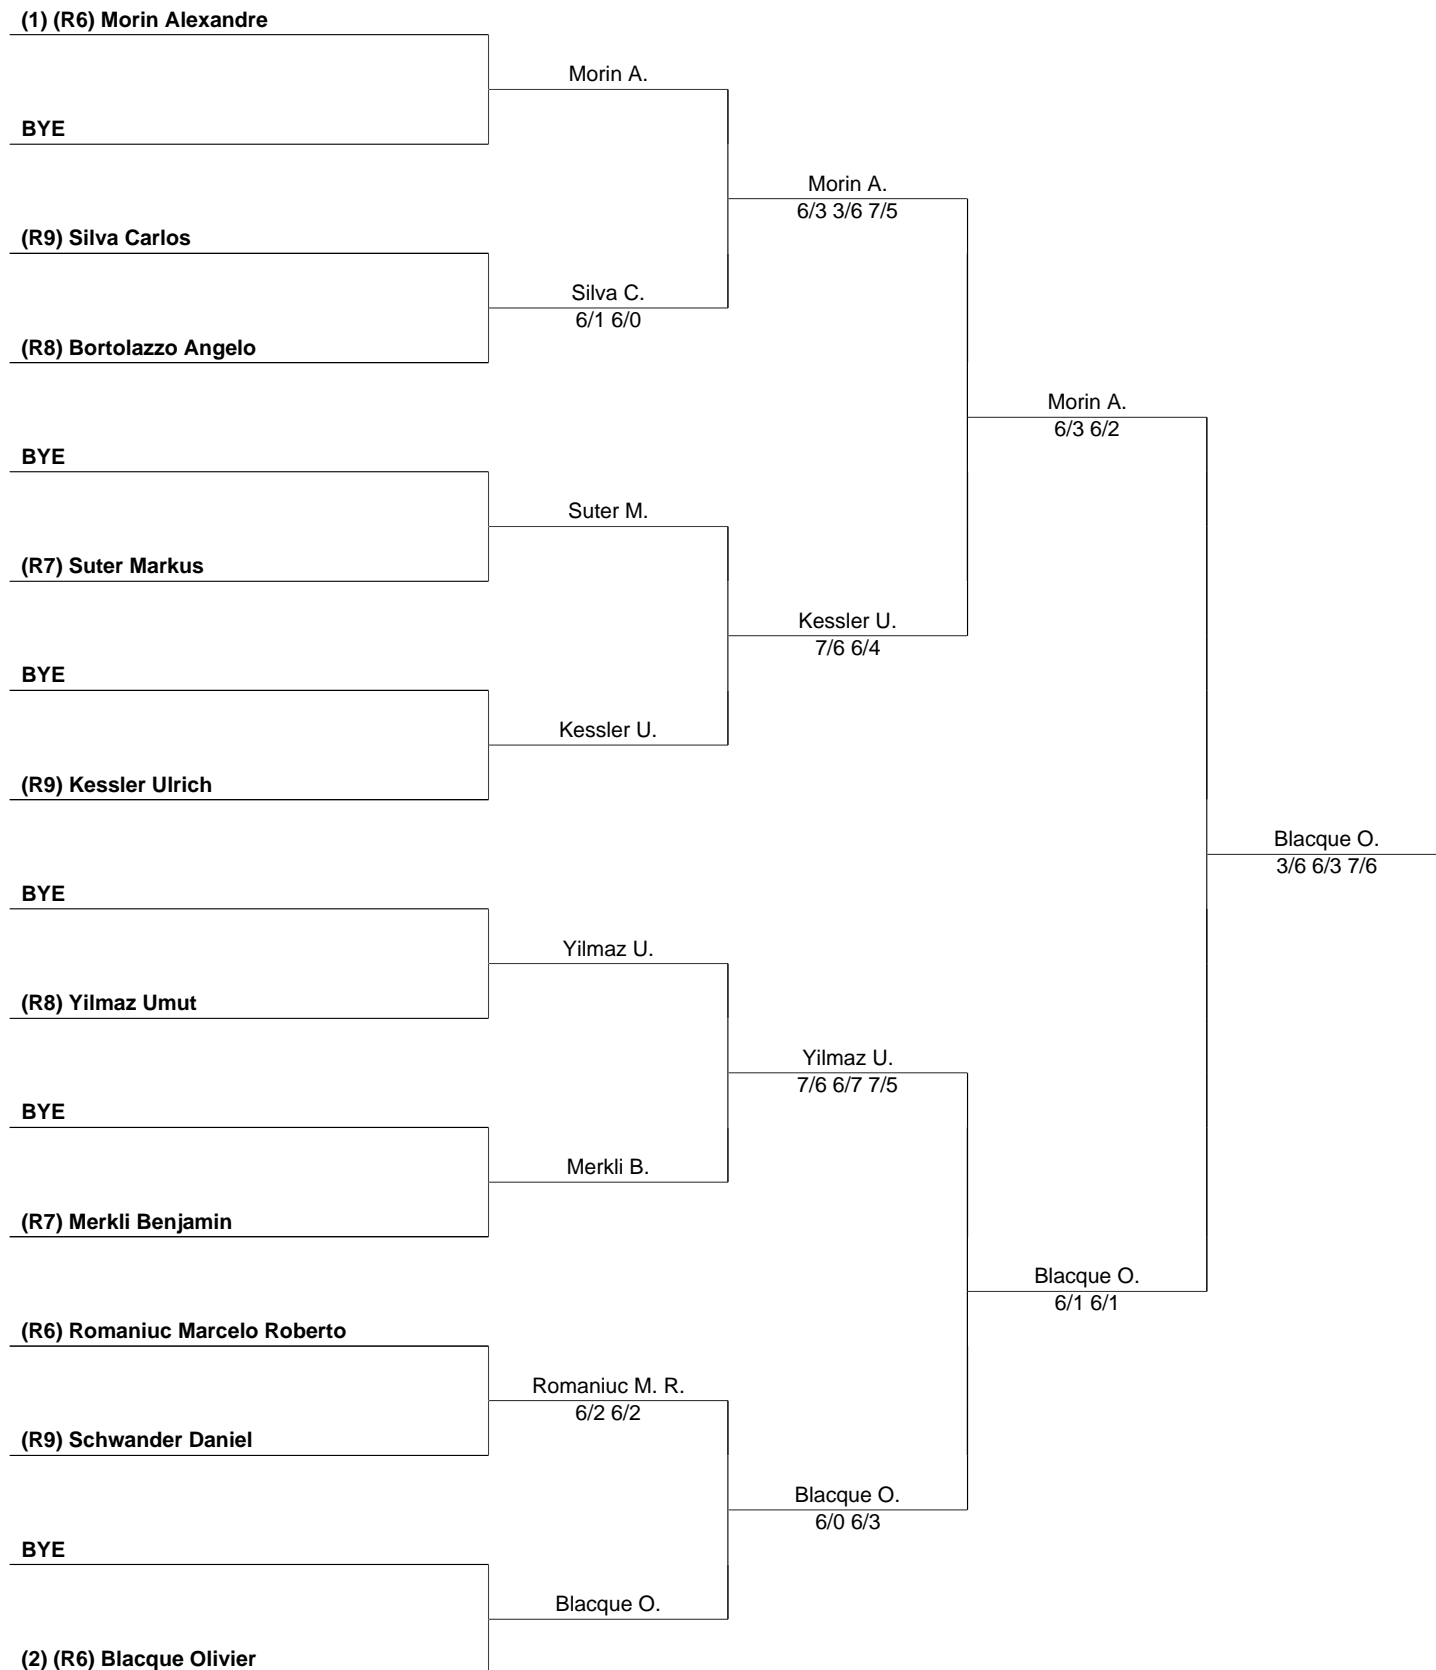 (1) (R6) Morin Alexandre
Morin A.
BYE
Morin A.
6/3 3/6 7/5
(R9) Silva Carlos
Silva C.
6/1 6/0
(R8) Bortolazzo Angelo
Morin A.
6/3 6/2
BYE
Suter M.
(R7) Suter Markus
Kessler U.
7/6 6/4
BYE
Kessler U.
(R9) Kessler Ulrich
Blacque O.
3/6 6/3 7/6
BYE
Yilmaz U.
(R8) Yilmaz Umut
Yilmaz U.
7/6 6/7 7/5
BYE
Merkli B.
(R7) Merkli Benjamin
Blacque O.
6/1 6/1
(R6) Romaniuc Marcelo Roberto
Romaniuc M. R.
6/2 6/2
(R9) Schwander Daniel
Blacque O.
6/0 6/3
BYE
Blacque O.
(2) (R6) Blacque Olivier